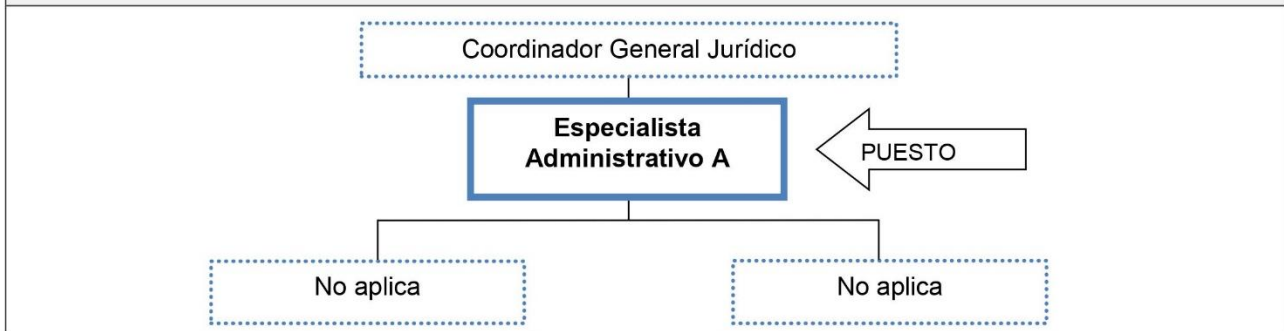 Coordinador General Jurídico
Especialista
Administrativo A
PUESTO
No aplica
No aplica